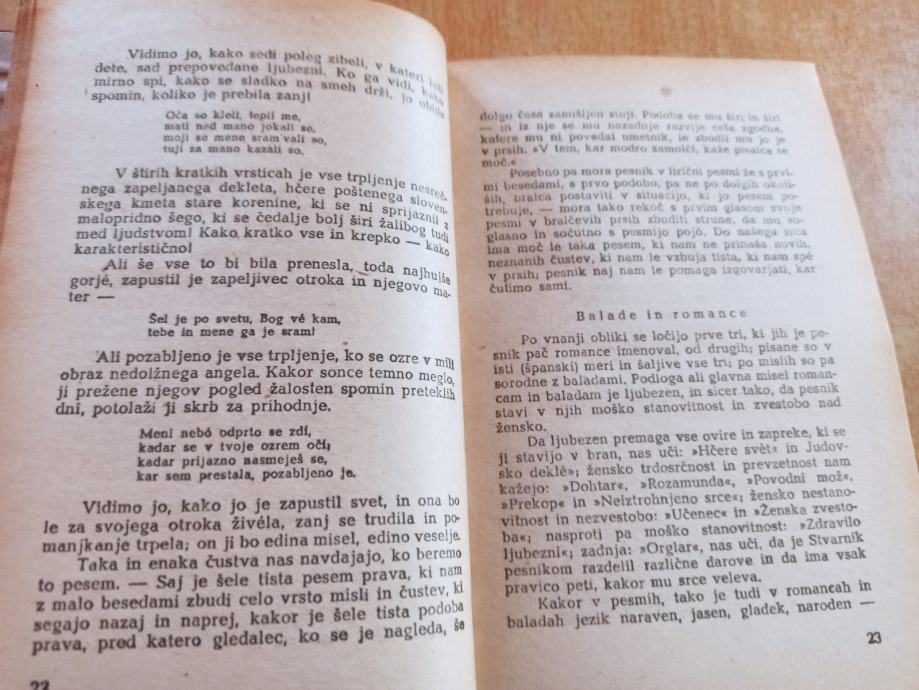 Vidimo jo, kako sedi poleg zibeli, v kateri leži
dete, sad prepovedane ljubezni. Ko ga vidi, kako
mirno spi, kako se sladko na smeh drži, jo obide
spomin, koliko je prebila zanj!
Oča so kleli, tepli me,
mati nad mano jokali se,
moji se mene sram'vali so,
tuji za mano kazali so.
V štirih kratkih vrsticah je vse trpljenje nesreč-
nega zapeljanega dekleta, hčere poštenega sloven-
skega kmeta stare korenine, ki se ni sprijaznil z
malopridno šego, ki se čedalje bolj širi žalibog tudi
med ljudstvom! Kako kratko vse in krepko — kako
karakteristično!
Ali še vse to bi bila prenesla, toda najhujše
gorjé, zapustil je zapeljivec otroka in njegovo ma-
ter —
Šel je po svetu, Bog vé kam,
tebe in mene ga je sram!
Ali pozabljeno je vse trpljenje, ko se ozre v mili
obraz nedolžnega angela. Kakor sonce temno meglo,
ji prežene njegov pogled žalosten spomin preteklih
dni, potolaži ji skrb za prihodnje.
Meni nebó odprto se zdi,
kadar se v tvoje ozrem oči,
kadar prijazno nasmeješ se,
kar sem prestala, pozabljeno je.
Vidimo jo, kako jo je zapustil svet, in ona bo
le za svojega otroka živéla, zanj se trudila in po-
manjkanje trpela; on ji bo edina misel, edino veselje.
Taka in enaka čustva nas navdajajo, ko beremo
to pesem. — Saj je šele tista pesem prava, ki nam
z malo besedami zbudi celo vrsto misli in čustev, ki
segajo nazaj in naprej, kakor je šele tista podoba
prava, pred katero gledalec, ko se je nagleda, še
22
dolgo časa zamišljen stoji. Podoba se mu širi in širi
— in iz nje se mu nazadnje razvije cela zgodba,
katere mu ni povedal umetnik, le zbudil mu jo je
v prsih. »V tem, kar modro zamolči, kaže pisalca se
moč.«
Posebno pa mora pesnik v lirični pesmi že s prvi-
mi besedami, s prvo podobo, pa ne po dolgih okoli-
ših, bralca postaviti v situacijo, ki jo pesem po-
trebuje, — mora tako rekoč s prvim glasom svoje
pesmi v bralčevih prsih zbuditi strune, da mu so-
glasno in sočutno s pesmijo pojó. Do našega srca
ima moč le taka pesem, ki nam ne prinaša novih,
neznanih čustev, ki nam le vzbuja tista, ki nam spé
v prsih; pesnik naj nam le pomaga izgovarjati, kar
čutimo sami.
Balade in romance
Po vnanji obliki se ločijo prve tri, ki jih je pe-
snik pač romance imenoval, od drugih; pisane so v
isti (španski) meri in šaljive vse tri; po mislih so pa
sorodne z baladami. Podloga ali glavna misel roman-
cam in baladam je ljubezen, in sicer tako, da pesnik
stavi v njih moško stanovitnost in zvestobo nad
žensko.
Da ljubezen premaga vse ovire in zapreke, ki se
ji stavijo v bran, nas uči: »Hčere svèt« in Judov-
sko deklè«; žensko trdosrčnost in prevzetnost nam
kažejo: »Dohtar«, »Rozamunda«, »Povodni mož«,
»Prekop« in »Neiztrohnjeno srce«; žensko nestano-
vitnost in nezvestobo: »Učenec« in »Ženska zvesto-
ba«; nasproti pa moško stanovitnost: »Zdravilo
ljubezni«; zadnja: »Orglar«, nas uči, da je Stvarnik
pesnikom razdelil različne darove in da ima vsak
pravico peti, kakor mu srce veleva.
Kakor v pesmih, tako je tudi v romancah in
baladah jezik naraven, jasen, gladek, naroden —
23